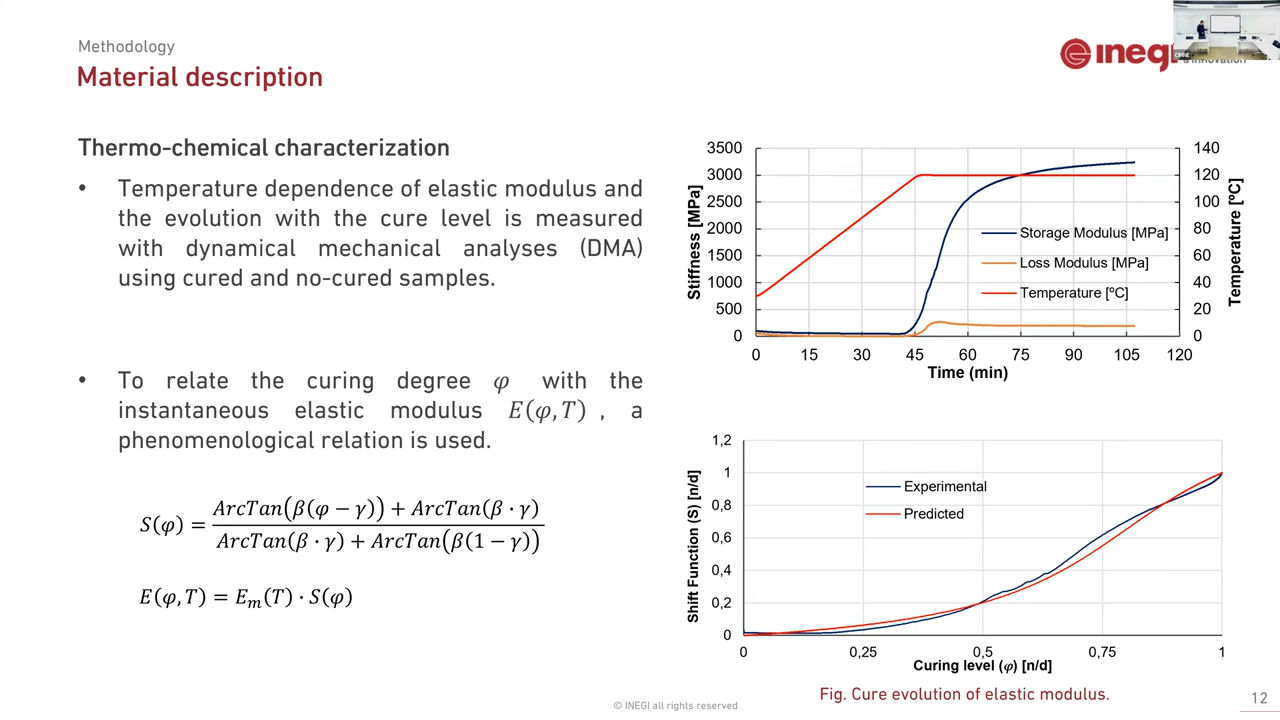 Methodology
Material description
inegi
& innovation
Thermo-chemical characterization
• Temperature dependence of elastic modulus and
the evolution with the cure level is measured
with dynamical mechanical analyses (DMA)
using cured and no-cured samples.
• To relate the curing degree φ with the
instantaneous elastic modulus E(φ,T) , a
phenomenological relation is used.
S(φ) = (ArcTan(β(φ − γ)) + ArcTan(β · γ)) / (ArcTan(β · γ) + ArcTan(β(1 − γ)))
E(φ,T) = Em(T) · S(φ)
Stiffness [MPa]
3500
3000
2500
2000
1500
1000
500
0
Storage Modulus [MPa]
Loss Modulus [MPa]
Temperature [ºC]
140
120
100
80
60
40
20
0
Temperature [ºC]
0 15 30 45 60 75 90 105 120
Time (min)
Shift Function (S) [n/d]
1,2
1
0,8
0,6
0,4
0,2
0
Experimental
Predicted
0 0,25 0,5 0,75 1
Curing level (φ) [n/d]
Fig. Cure evolution of elastic modulus.
© INEGI all rights reserved
12